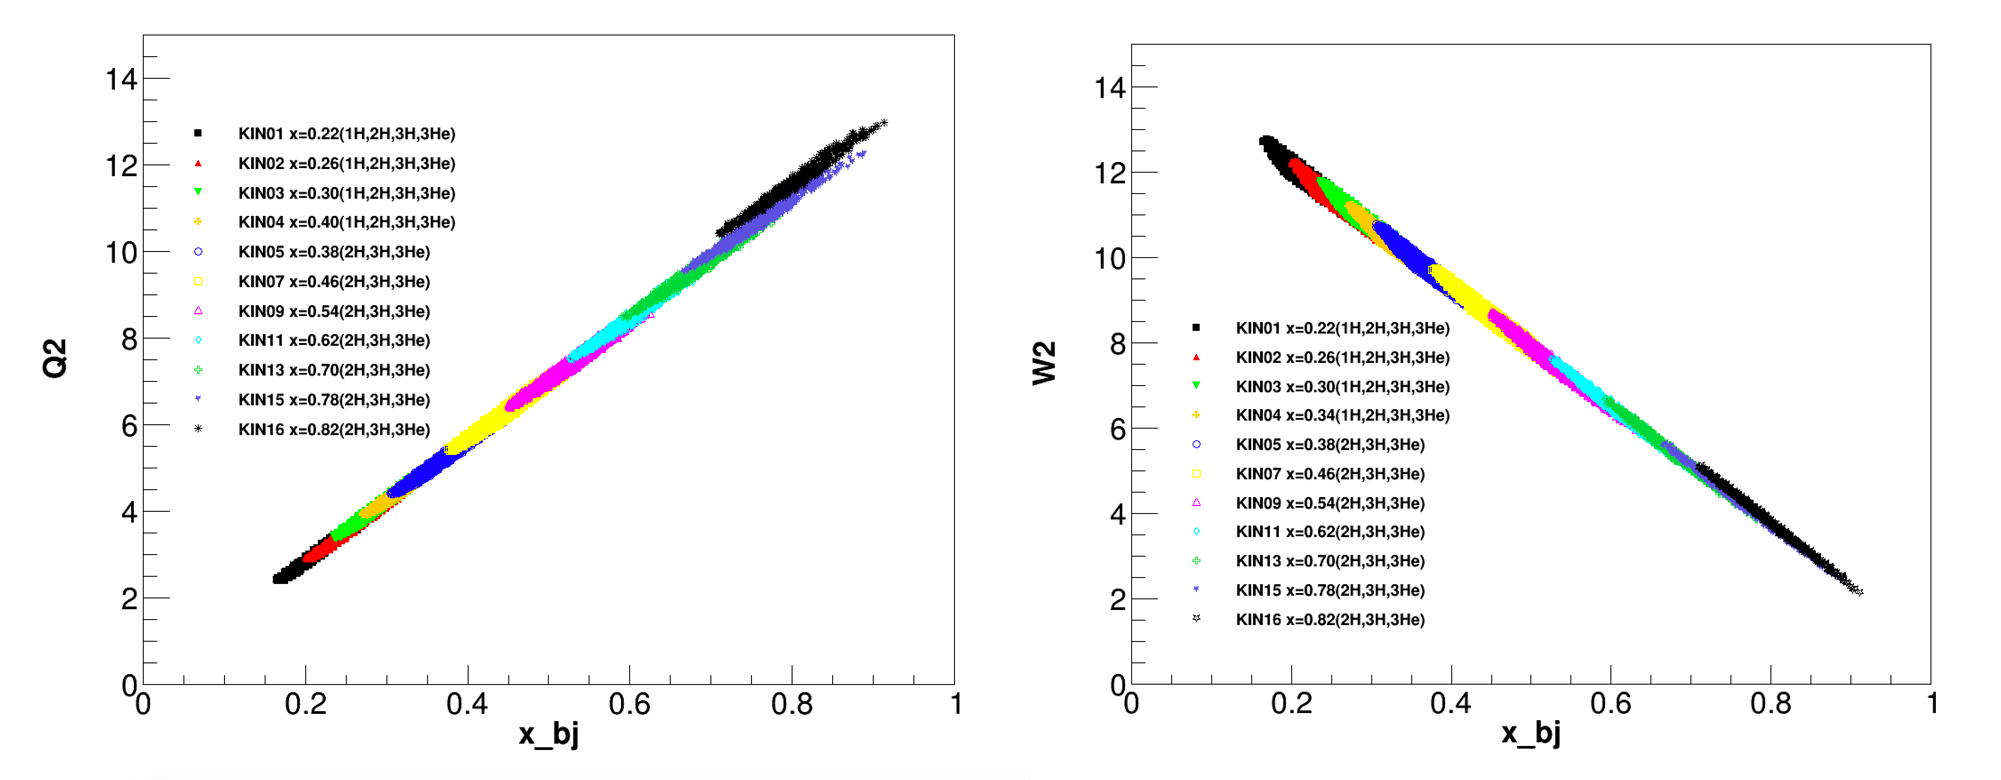 14
12
10
8
6
4
2
0
Q2
KIN01 x=0.22(1H,2H,3H,3He)
KIN02 x=0.26(1H,2H,3H,3He)
KIN03 x=0.30(1H,2H,3H,3He)
KIN04 x=0.40(1H,2H,3H,3He)
KIN05 x=0.38(2H,3H,3He)
KIN07 x=0.46(2H,3H,3He)
KIN09 x=0.54(2H,3H,3He)
KIN11 x=0.62(2H,3H,3He)
KIN13 x=0.70(2H,3H,3He)
KIN15 x=0.78(2H,3H,3He)
KIN16 x=0.82(2H,3H,3He)
0 0.2 0.4 0.6 0.8 1
x_bj
14
12
10
8
6
4
2
0
W2
KIN01 x=0.22(1H,2H,3H,3He)
KIN02 x=0.26(1H,2H,3H,3He)
KIN03 x=0.30(1H,2H,3H,3He)
KIN04 x=0.34(1H,2H,3H,3He)
KIN05 x=0.38(2H,3H,3He)
KIN07 x=0.46(2H,3H,3He)
KIN09 x=0.54(2H,3H,3He)
KIN11 x=0.62(2H,3H,3He)
KIN13 x=0.70(2H,3H,3He)
KIN15 x=0.78(2H,3H,3He)
KIN16 x=0.82(2H,3H,3He)
0 0.2 0.4 0.6 0.8 1
x_bj